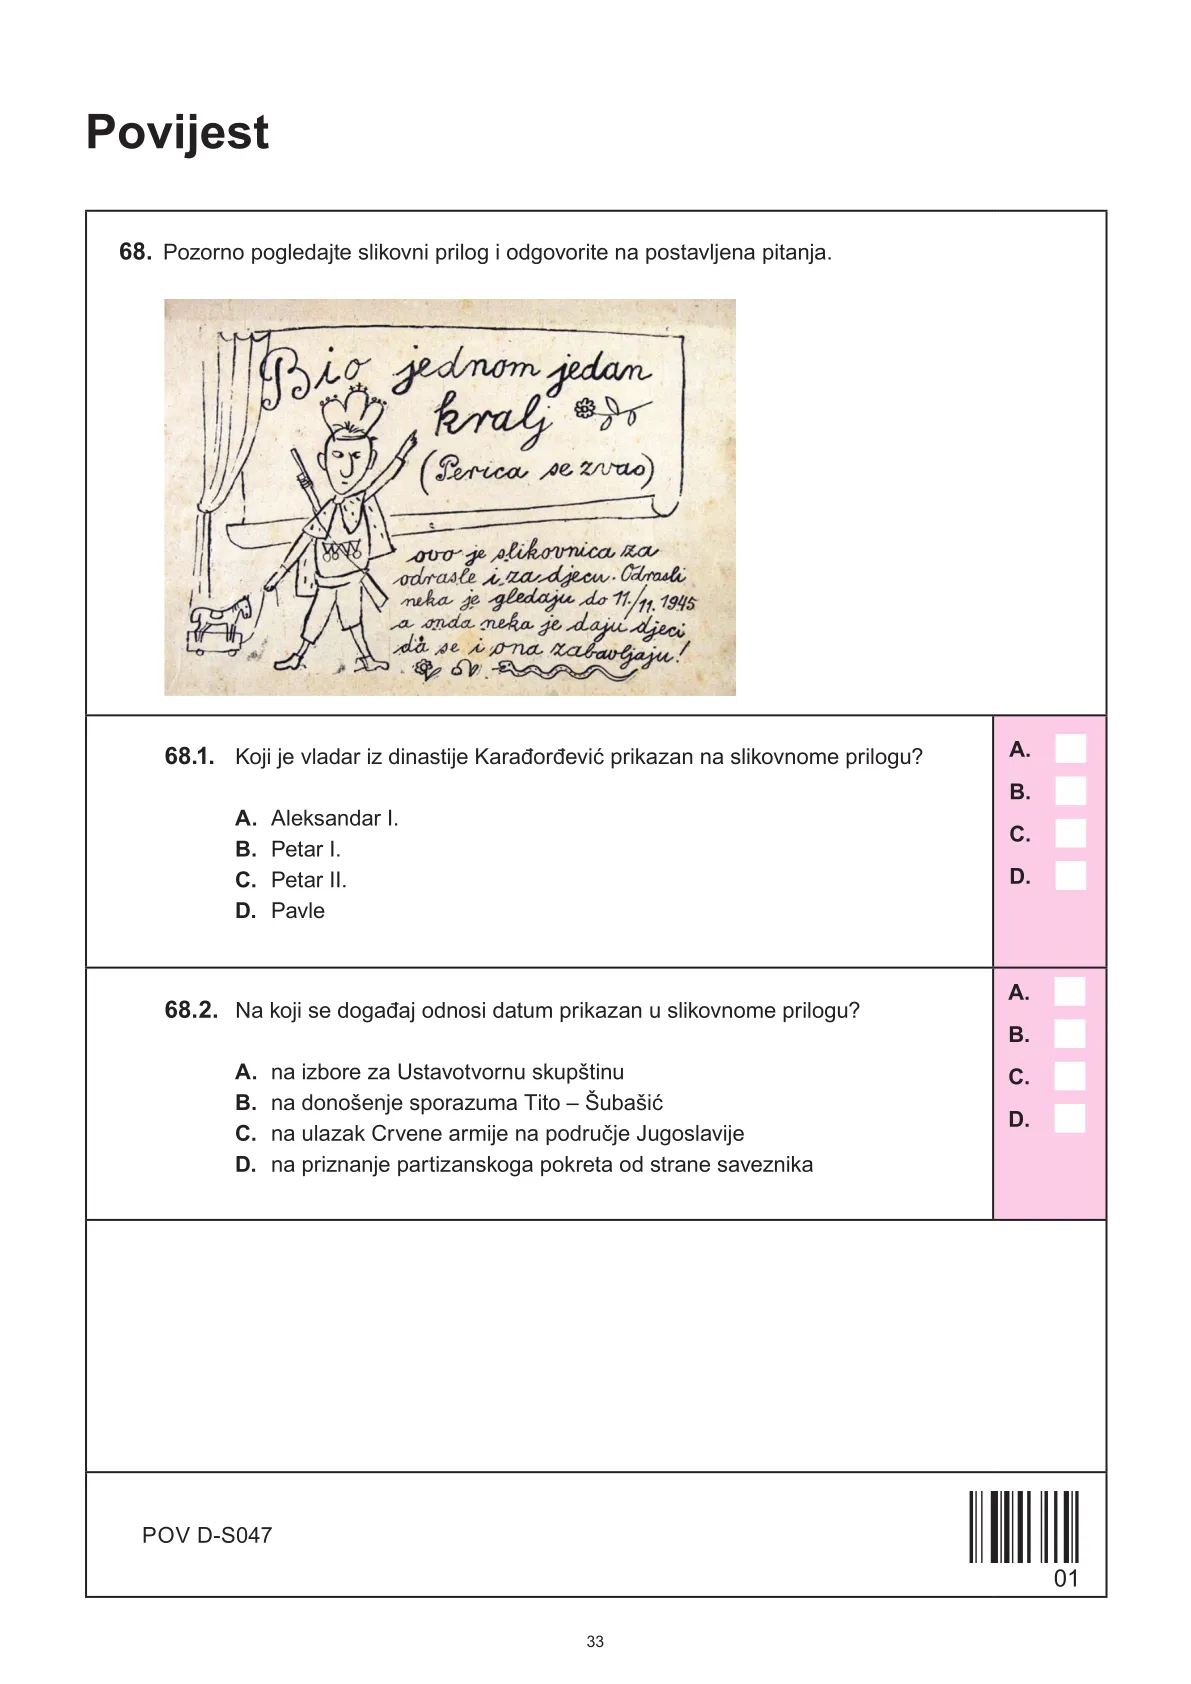 Povijest
68. Pozorno pogledajte slikovni prilog i odgovorite na postavljena pitanja.
Bio jednom jedan
kralj
(Perica se zvao)
ovo je slikovnica za
odrasle i za djecu. Odrasli
neka je gledaju do 11./11. 1945
a onda neka je daju djeci
da se i ona zabavljaju!
68.1. Koji je vladar iz dinastije Karađorđević prikazan na slikovnome prilogu?
A. Aleksandar I.
B. Petar I.
C. Petar II.
D. Pavle
A.
B.
C.
D.
68.2. Na koji se događaj odnosi datum prikazan u slikovnome prilogu?
A. na izbore za Ustavotvornu skupštinu
B. na donošenje sporazuma Tito – Šubašić
C. na ulazak Crvene armije na područje Jugoslavije
D. na priznanje partizanskoga pokreta od strane saveznika
A.
B.
C.
D.
POV D-S047
01
33